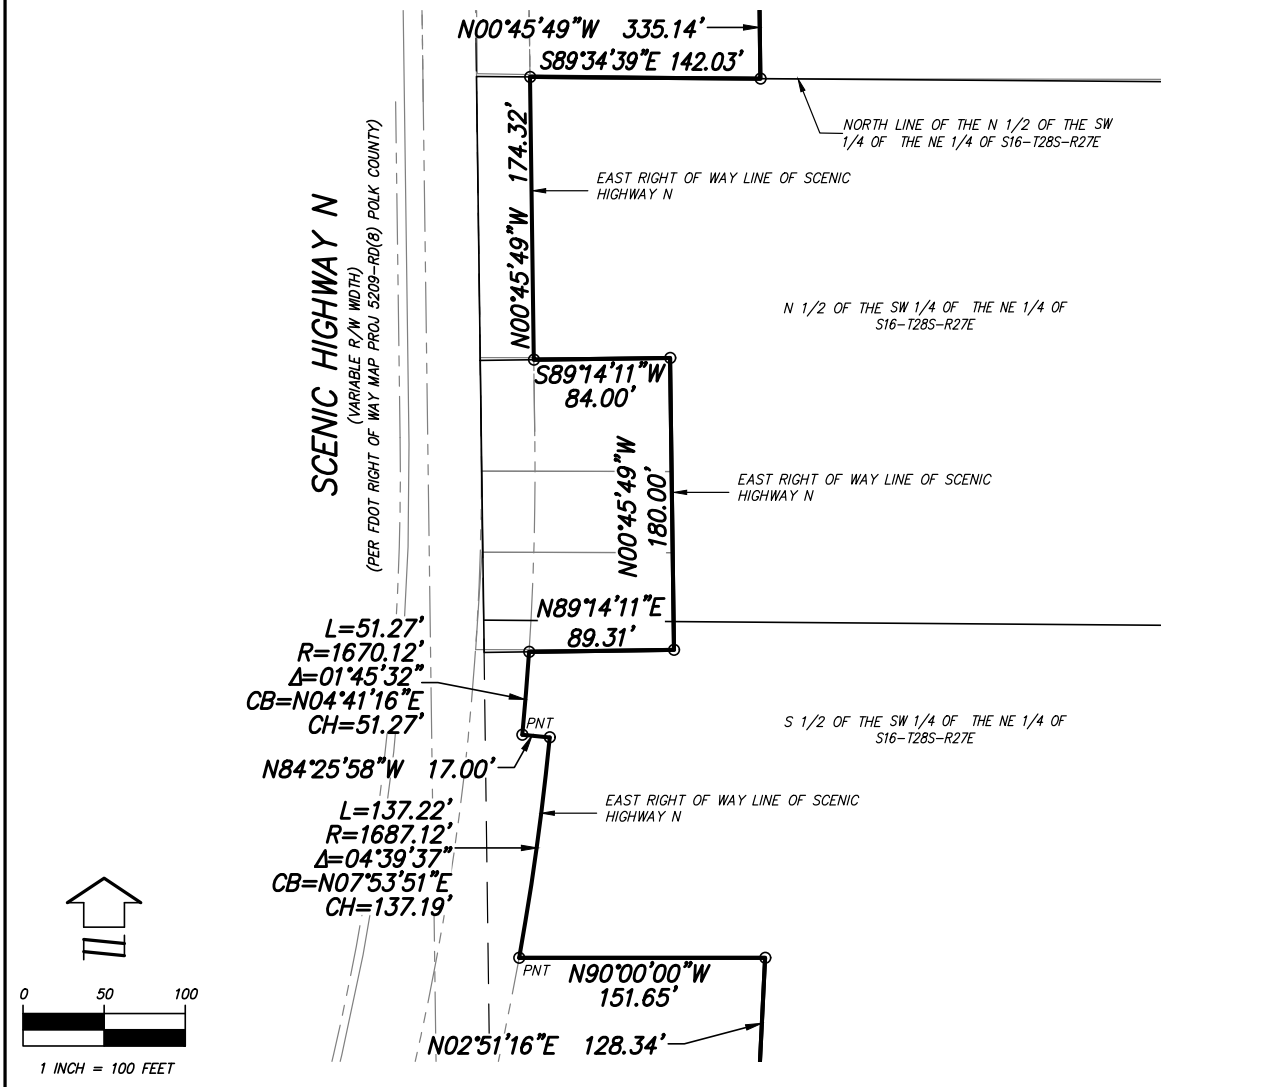 N00°45'49"W 335.14'
S89°34'39"E 142.03'
NORTH LINE OF THE N 1/2 OF THE SW
1/4 OF THE NE 1/4 OF S16-T28S-R27E
N00°45'49"W 174.32'
EAST RIGHT OF WAY LINE OF SCENIC
HIGHWAY N
SCENIC HIGHWAY N
(VARIABLE R/W WIDTH)
(PER FDOT RIGHT OF WAY MAP PROJ 5209-RD(8) POLK COUNTY)
N 1/2 OF THE SW 1/4 OF THE NE 1/4 OF
S16-T28S-R27E
S89°14'11"W
84.00'
N00°45'49"W
180.00'
EAST RIGHT OF WAY LINE OF SCENIC
HIGHWAY N
N89°14'11"E
89.31'
L=51.27'
R=1670.12'
Δ=01°45'32"
CB=N04°41'16"E
CH=51.27'
PNT
S 1/2 OF THE SW 1/4 OF THE NE 1/4 OF
S16-T28S-R27E
N84°25'58"W 17.00'
EAST RIGHT OF WAY LINE OF SCENIC
HIGHWAY N
L=137.22'
R=1687.12'
Δ=04°39'37"
CB=N07°53'51"E
CH=137.19'
PNT
N90°00'00"W
151.65'
N02°51'16"E 128.34'
N
0 50 100
1 INCH = 100 FEET